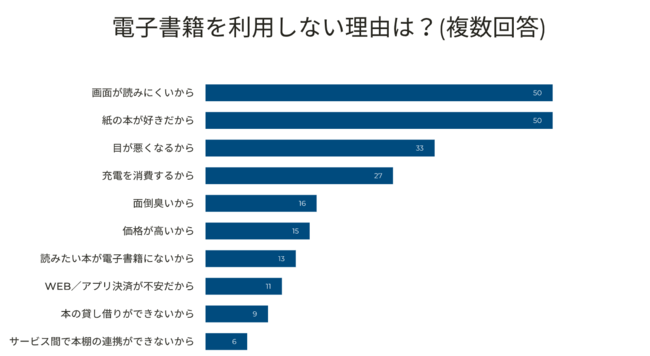 電子書籍を利用しない理由は？(複数回答)
画面が読みにくいから 50
紙の本が好きだから 50
目が悪くなるから 33
充電を消費するから 27
面倒臭いから 16
価格が高いから 15
読みたい本が電子書籍にないから 13
WEB／アプリ決済が不安だから 11
本の貸し借りができないから 9
サービス間で本棚の連携ができないから 6